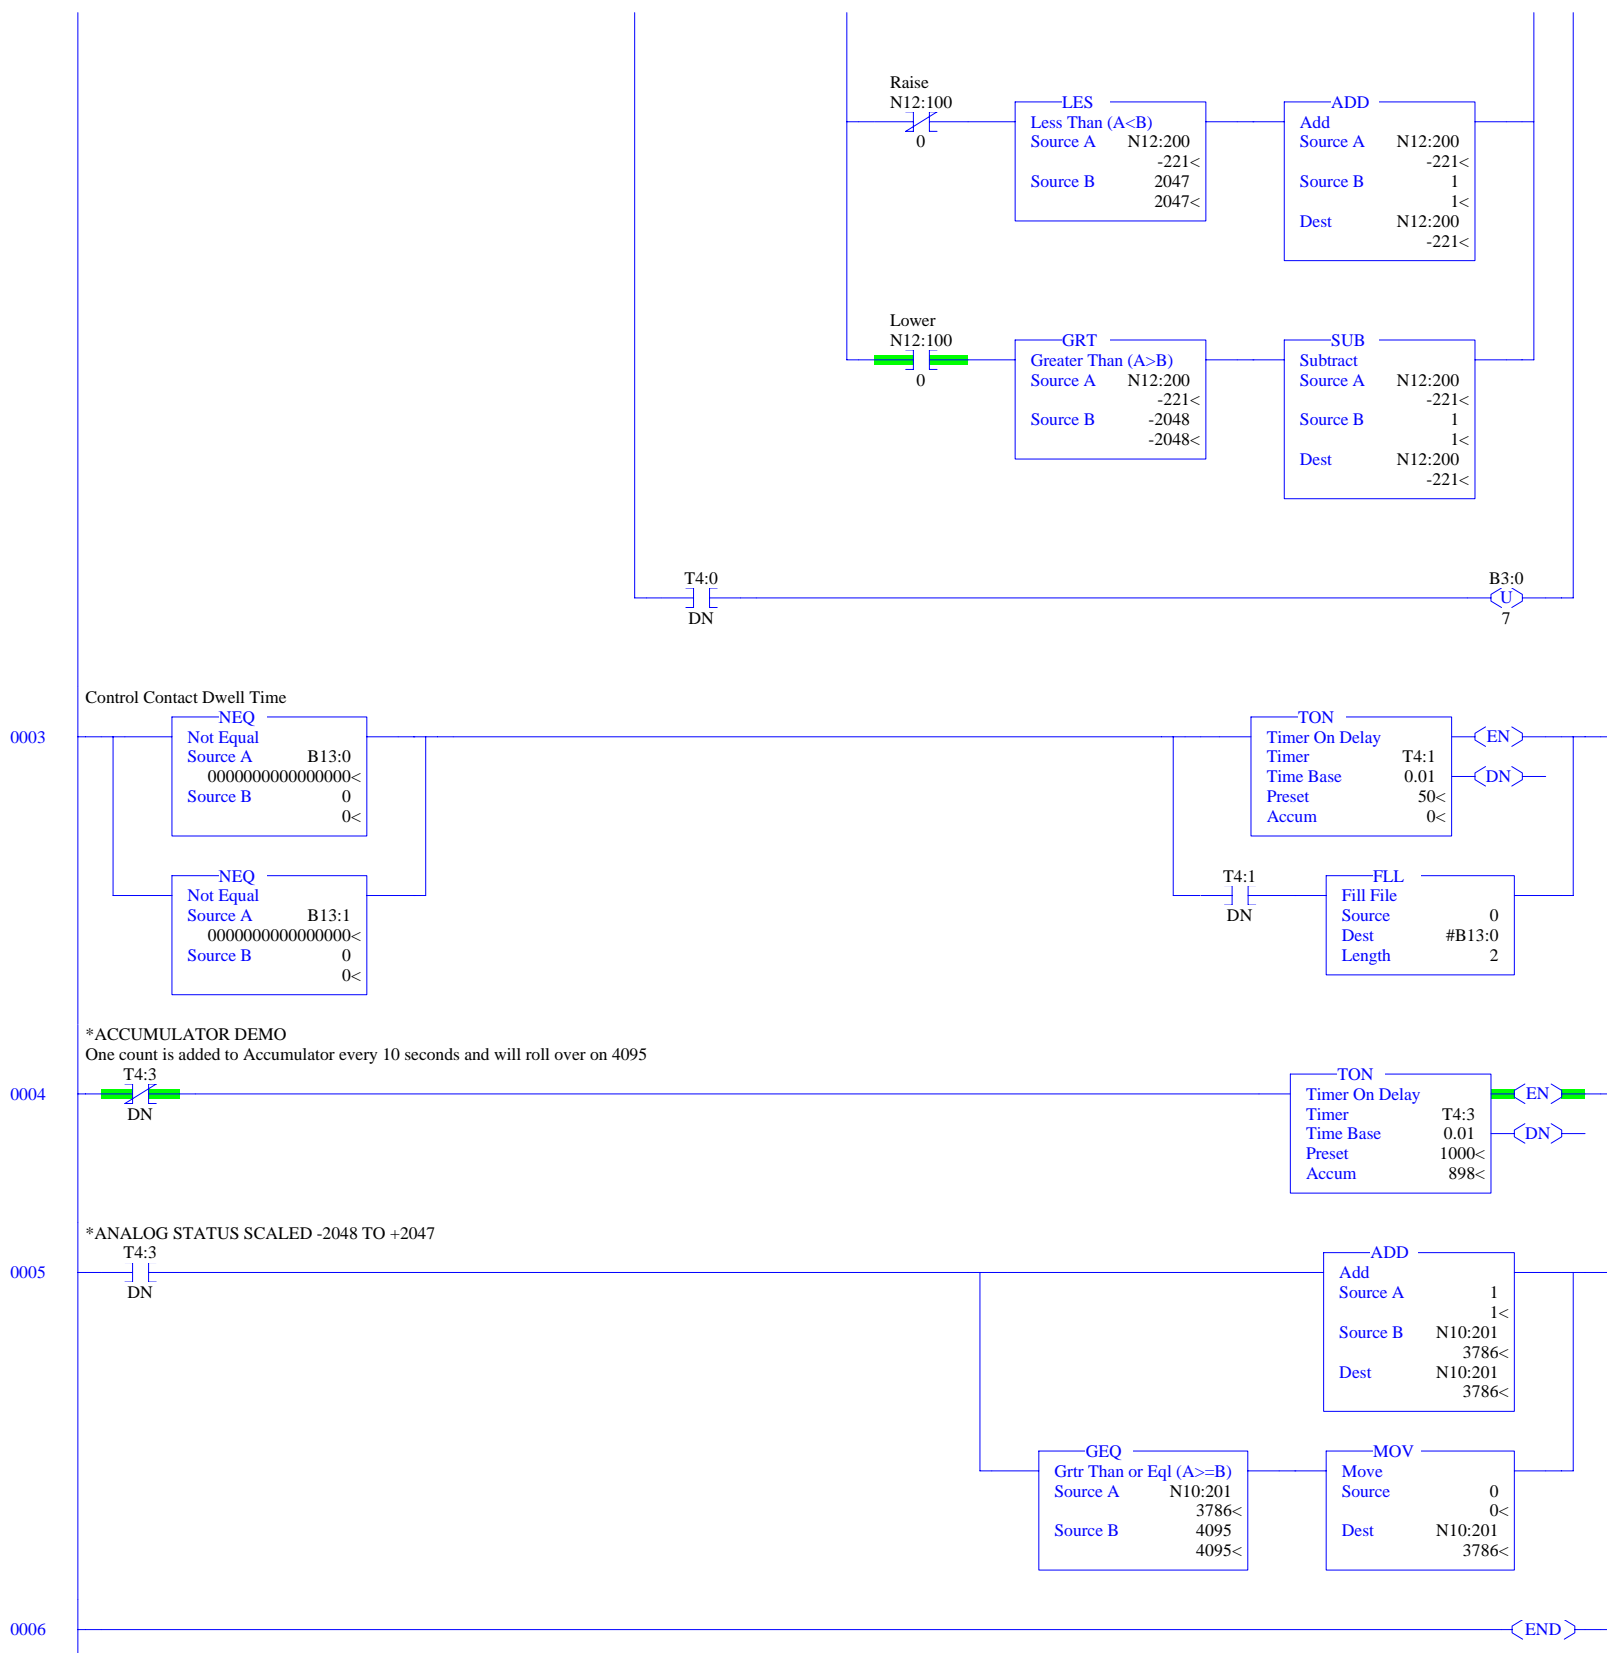 Raise
N12:100
0
LES
Less Than (A<B)
Source A N12:200
-221<
Source B 2047
2047<
ADD
Add
Source A N12:200
-221<
Source B 1
1<
Dest N12:200
-221<
Lower
N12:100
0
GRT
Greater Than (A>B)
Source A N12:200
-221<
Source B -2048
-2048<
SUB
Subtract
Source A N12:200
-221<
Source B 1
1<
Dest N12:200
-221<
T4:0
DN
B3:0
U
7
Control Contact Dwell Time
0003
NEQ
Not Equal
Source A B13:0
0000000000000000<
Source B 0
0<
NEQ
Not Equal
Source A B13:1
0000000000000000<
Source B 0
0<
TON
Timer On Delay
Timer T4:1
Time Base 0.01
Preset 50<
Accum 0<
EN
DN
T4:1
DN
FLL
Fill File
Source 0
Dest #B13:0
Length 2
*ACCUMULATOR DEMO
One count is added to Accumulator every 10 seconds and will roll over on 4095
0004
T4:3
DN
TON
Timer On Delay
Timer T4:3
Time Base 0.01
Preset 1000<
Accum 898<
EN
DN
*ANALOG STATUS SCALED -2048 TO +2047
0005
T4:3
DN
ADD
Add
Source A 1
1<
Source B N10:201
3786<
Dest N10:201
3786<
GEQ
Grtr Than or Eql (A>=B)
Source A N10:201
3786<
Source B 4095
4095<
MOV
Move
Source 0
0<
Dest N10:201
3786<
0006
END